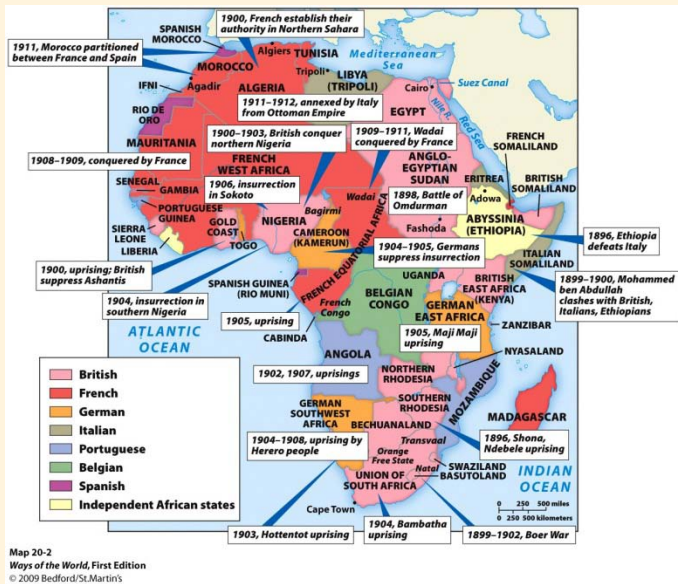 1900, French establish their
authority in Northern Sahara
SPANISH
MOROCCO
1911, Morocco partitioned
between France and Spain
Algiers
TUNISIA
Mediterranean
Sea
MOROCCO
Tripoli
LIBYA
(TRIPOLI)
Cairo
Suez Canal
IFNI
Agadir
ALGERIA
EGYPT
Nile R.
Red Sea
RIO DE
ORO
1911–1912, annexed by Italy
from Ottoman Empire
FRENCH
SOMALILAND
MAURITANIA
1900–1903, British conquer
northern Nigeria
1909–1911, Wadai
conquered by France
1908–1909, conquered by France
FRENCH
WEST AFRICA
ANGLO-
EGYPTIAN
SUDAN
ERITREA
BRITISH
SOMALILAND
SENEGAL
GAMBIA
1906, insurrection
in Sokoto
Wadai
1898, Battle of
Omdurman
Adowa
PORTUGUESE
GUINEA
Bagirmi
ABYSSINIA
(ETHIOPIA)
GOLD
COAST
NIGERIA
Fashoda
SIERRA
LEONE
CAMEROON
(KAMERUN)
1896, Ethiopia
defeats Italy
LIBERIA
TOGO
1904–1905, Germans
suppress insurrection
ITALIAN
SOMALILAND
1900, uprising; British
suppress Ashantis
SPANISH GUINEA
(RIO MUNI)
FRENCH EQUATORIAL AFRICA
UGANDA
BRITISH
EAST AFRICA
(KENYA)
1899–1900, Mohammed
ben Abdullah
clashes with British,
Italians, Ethiopians
1904, insurrection in
southern Nigeria
French
Congo
BELGIAN
CONGO
GERMAN
EAST AFRICA
1905, uprising
ZANZIBAR
ATLANTIC
OCEAN
CABINDA
1905, Maji Maji
uprising
ANGOLA
NYASALAND
1902, 1907, uprisings
NORTHERN
RHODESIA
MOZAMBIQUE
British
French
German
Italian
Portuguese
Belgian
Spanish
Independent African states
GERMAN
SOUTHWEST
AFRICA
SOUTHERN
RHODESIA
MADAGASCAR
BECHUANALAND
1904–1908, uprising by
Herero people
Transvaal
1896, Shona,
Ndebele uprising
Orange
Free State
SWAZILAND
INDIAN
OCEAN
Natal
BASUTOLAND
UNION OF
SOUTH AFRICA
0 250 500 miles
0 250 500 kilometers
Cape Town
1903, Hottentot uprising
1904, Bambatha
uprising
1899–1902, Boer War
Map 20-2
Ways of the World, First Edition
© 2009 Bedford/St.Martin's